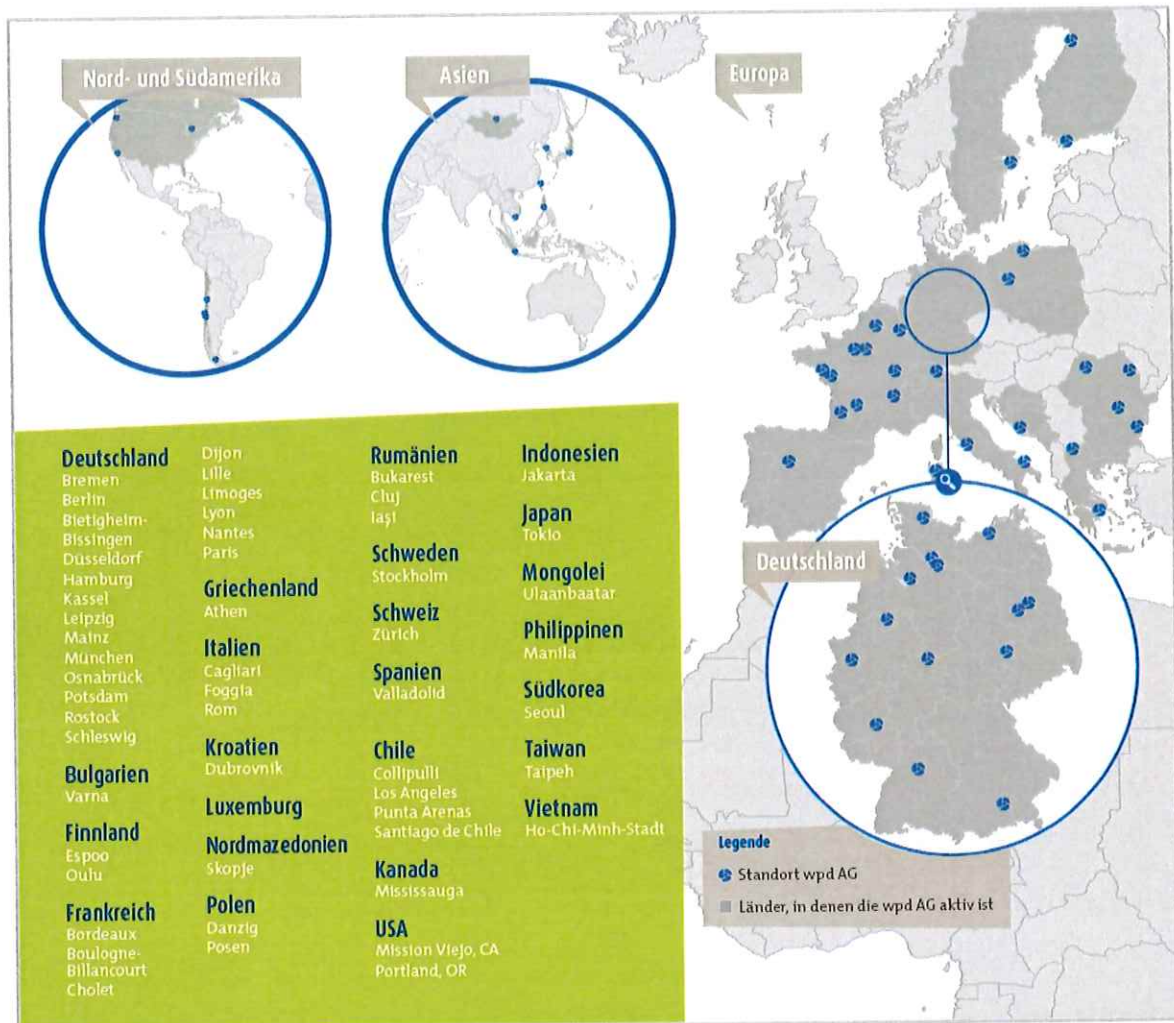 Nord- und Südamerika
Asien
Europa
Deutschland
Bremen
Berlin
Bietigheim-
Bissingen
Düsseldorf
Hamburg
Kassel
Leipzig
Mainz
München
Osnabrück
Potsdam
Rostock
Schleswig
Bulgarien
Varna
Finnland
Espoo
Oulu
Frankreich
Bordeaux
Boulogne-
Billancourt
Cholet
Dijon
Lille
Limoges
Lyon
Nantes
Paris
Griechenland
Athen
Italien
Cagliari
Foggia
Rom
Kroatien
Dubrovnik
Luxemburg
Nordmazedonien
Skopje
Polen
Danzig
Posen
Rumänien
Bukarest
Cluj
Iaşi
Schweden
Stockholm
Schweiz
Zürich
Spanien
Valladolid
Chile
Collipulli
Los Angeles
Punta Arenas
Santiago de Chile
Kanada
Mississauga
USA
Mission Viejo, CA
Portland, OR
Indonesien
Jakarta
Japan
Tokio
Mongolei
Ulaanbaatar
Philippinen
Manila
Südkorea
Seoul
Taiwan
Taipeh
Vietnam
Ho-Chi-Minh-Stadt
Deutschland
Legende
Standort wpd AG
Länder, in denen die wpd AG aktiv ist